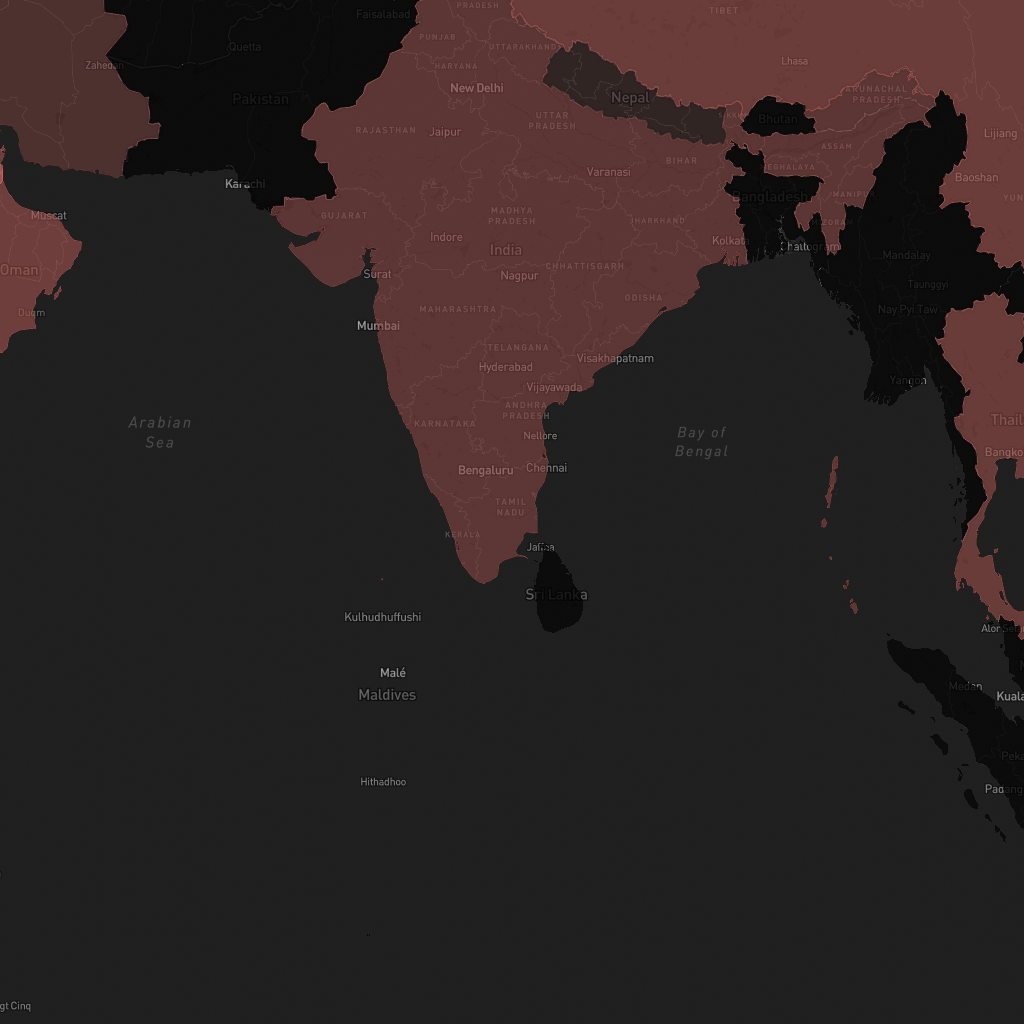 PRADESH
TIBET
Faisalabad
PUNJAB
Quetta
UTTARAKHAND
Zahedan
HARYANA
Lhasa
New Delhi
Pakistan
Nepal
ARUNACHAL
PRADESH
UTTAR
PRADESH
Bhutan
RAJASTHAN
Jaipur
Lijiang
ASSAM
BIHAR
Varanasi
Baoshan
Karachi
Bangladesh
Muscat
GUJARAT
MADHYA
PRADESH
JHARKHAND
Indore
Kolkata
Chattogram
India
Mandalay
Oman
Surat
Nagpur
CHHATTISGARH
Taunggyi
ODISHA
Duqm
MAHARASHTRA
Nay Pyi Taw
Mumbai
TELANGANA
Visakhapatnam
Hyderabad
Yangon
Vijayawada
ANDHRA
PRADESH
Arabian
Sea
KARNATAKA
Thail
Nellore
Bay of
Bengal
Bangko
Bengaluru
Chennai
TAMIL
NADU
KERALA
Jaffna
Sri Lanka
Kulhudhuffushi
Malé
Maldives
Medan
Kuala
Hithadhoo
Padang
gt Cinq